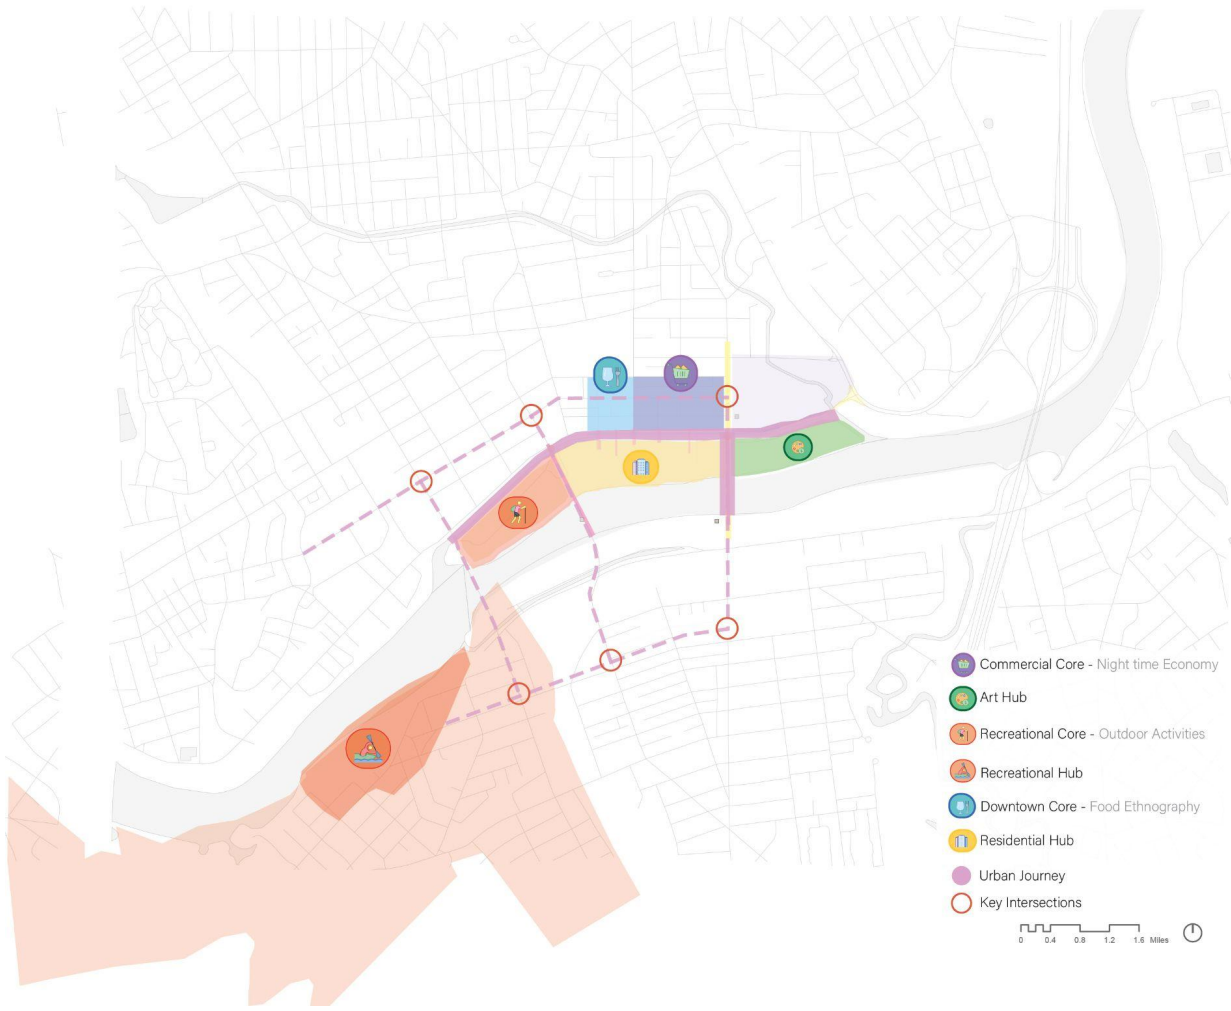 Commercial Core - Night time Economy
Art Hub
Recreational Core - Outdoor Activities
Recreational Hub
Downtown Core - Food Ethnography
Residential Hub
Urban Journey
Key Intersections
0 0.4 0.8 1.2 1.6 Miles